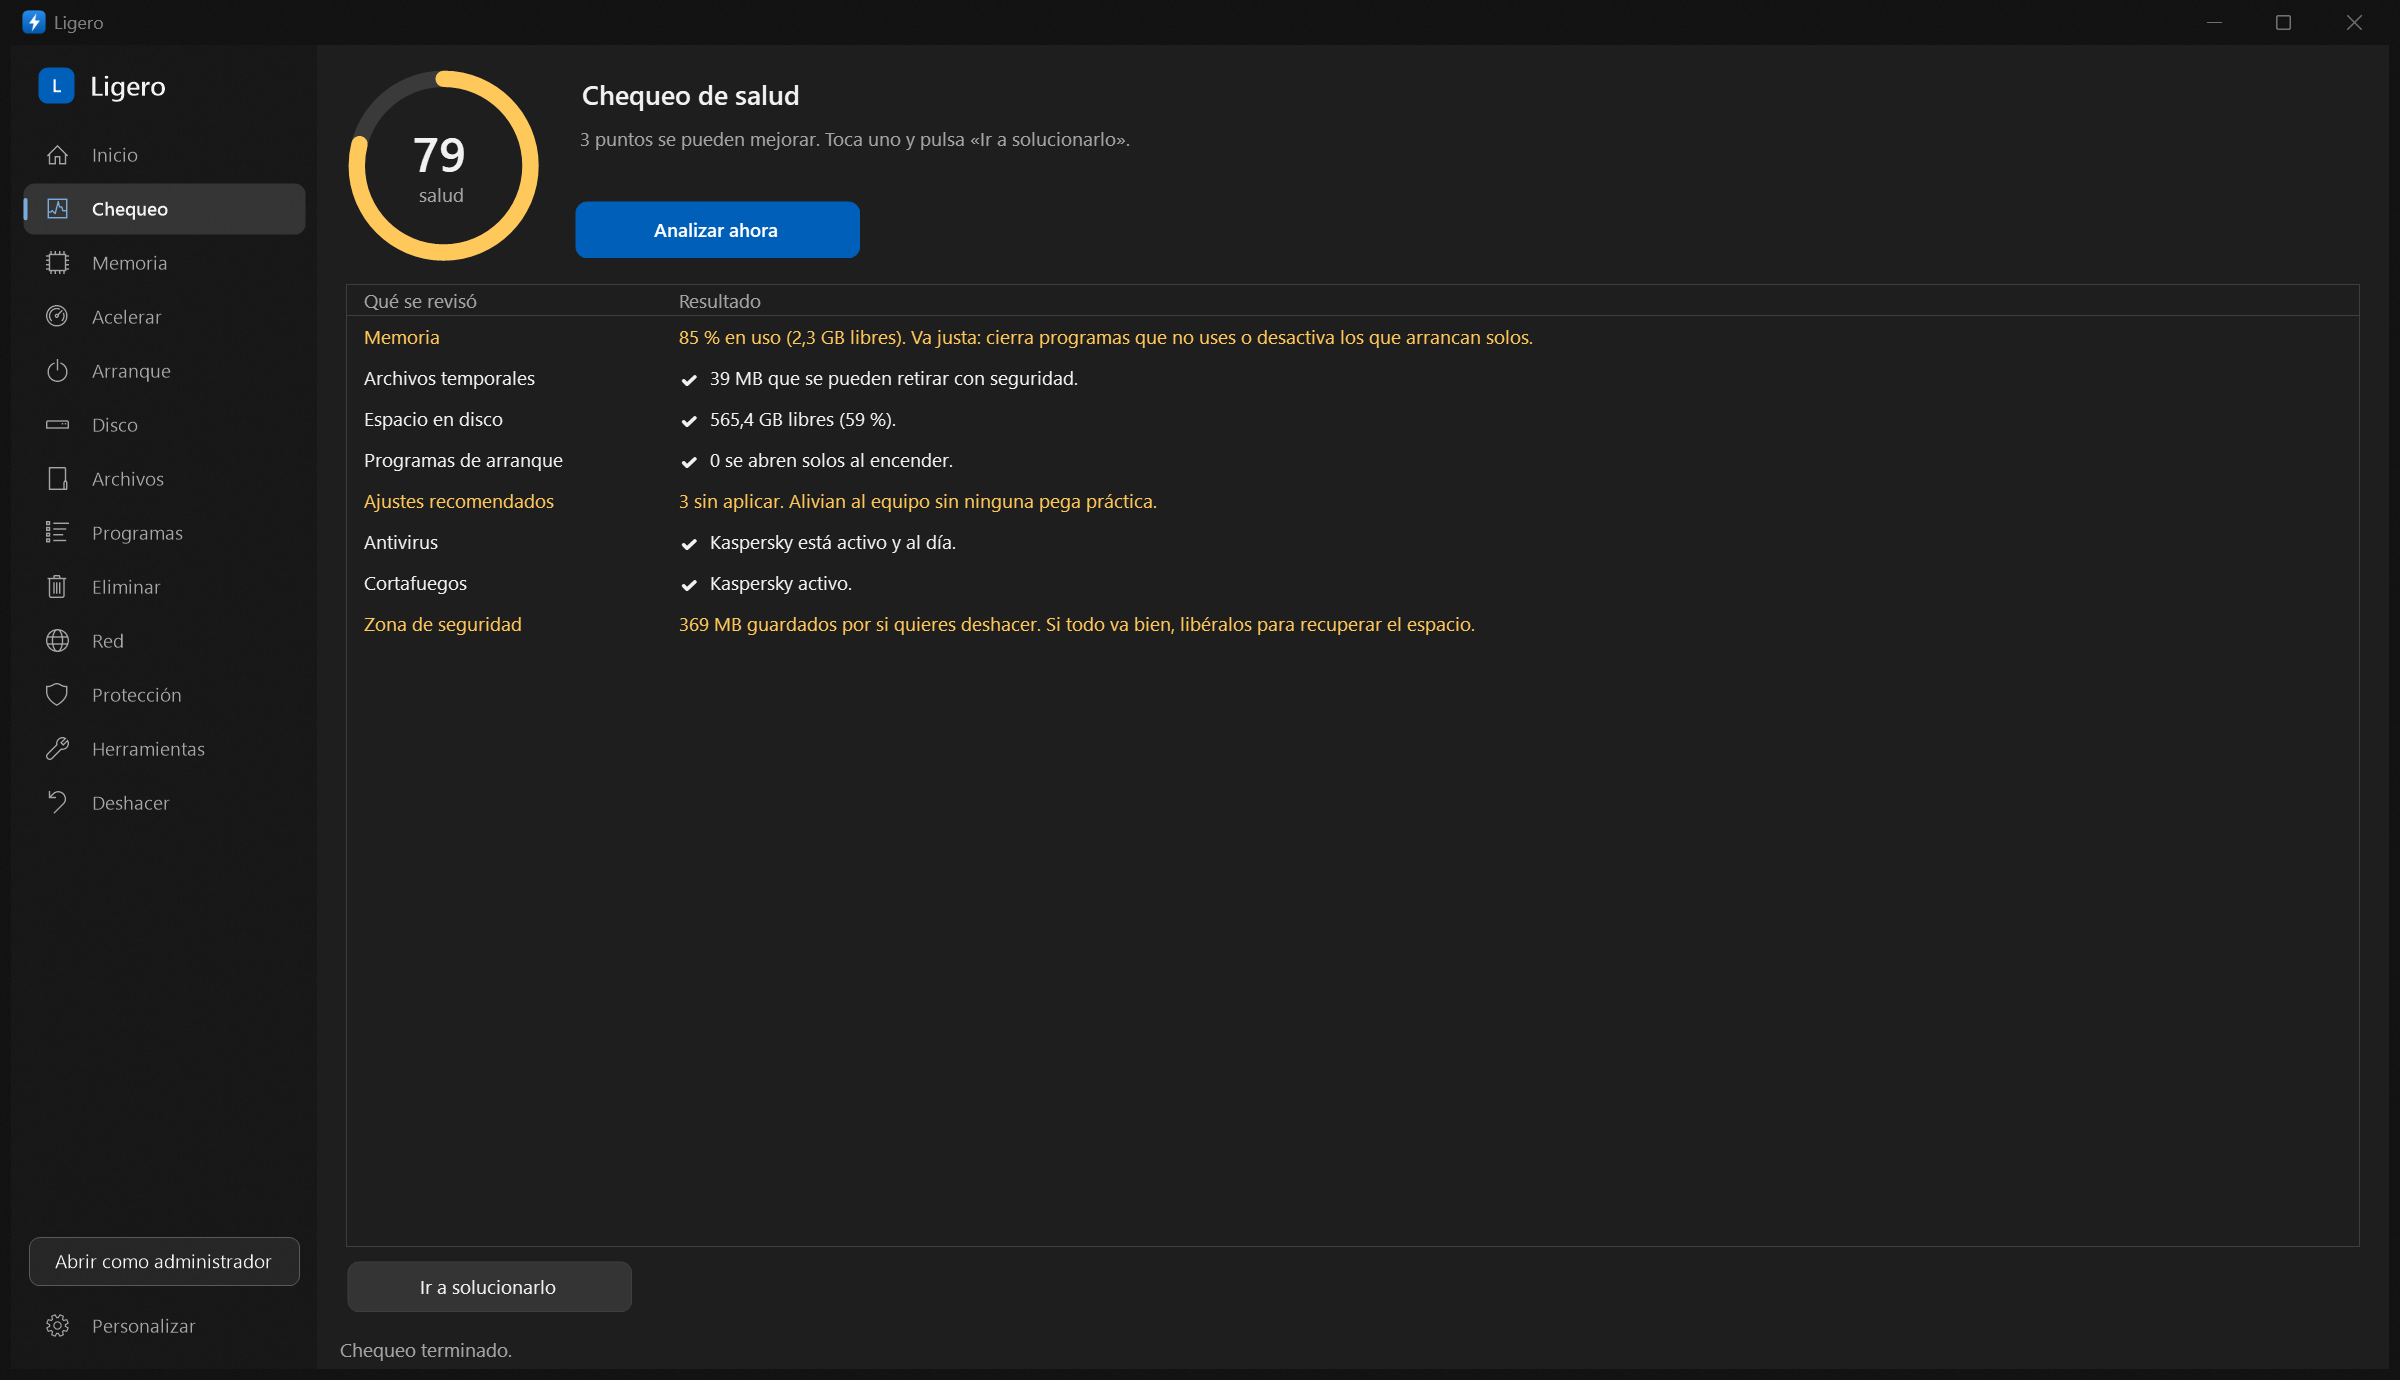 Ligero
L Ligero
Inicio
Chequeo
Memoria
Acelerar
Arranque
Disco
Archivos
Programas
Eliminar
Red
Protección
Herramientas
Deshacer
Abrir como administrador
Personalizar
79
salud
Chequeo de salud
3 puntos se pueden mejorar. Toca uno y pulsa «Ir a solucionarlo».
Analizar ahora
Qué se revisó Resultado
Memoria 85 % en uso (2,3 GB libres). Va justa: cierra programas que no uses o desactiva los que arrancan solos.
Archivos temporales ✔ 39 MB que se pueden retirar con seguridad.
Espacio en disco ✔ 565,4 GB libres (59 %).
Programas de arranque ✔ 0 se abren solos al encender.
Ajustes recomendados 3 sin aplicar. Alivian al equipo sin ninguna pega práctica.
Antivirus ✔ Kaspersky está activo y al día.
Cortafuegos ✔ Kaspersky activo.
Zona de seguridad 369 MB guardados por si quieres deshacer. Si todo va bien, libéralos para recuperar el espacio.
Ir a solucionarlo
Chequeo terminado.